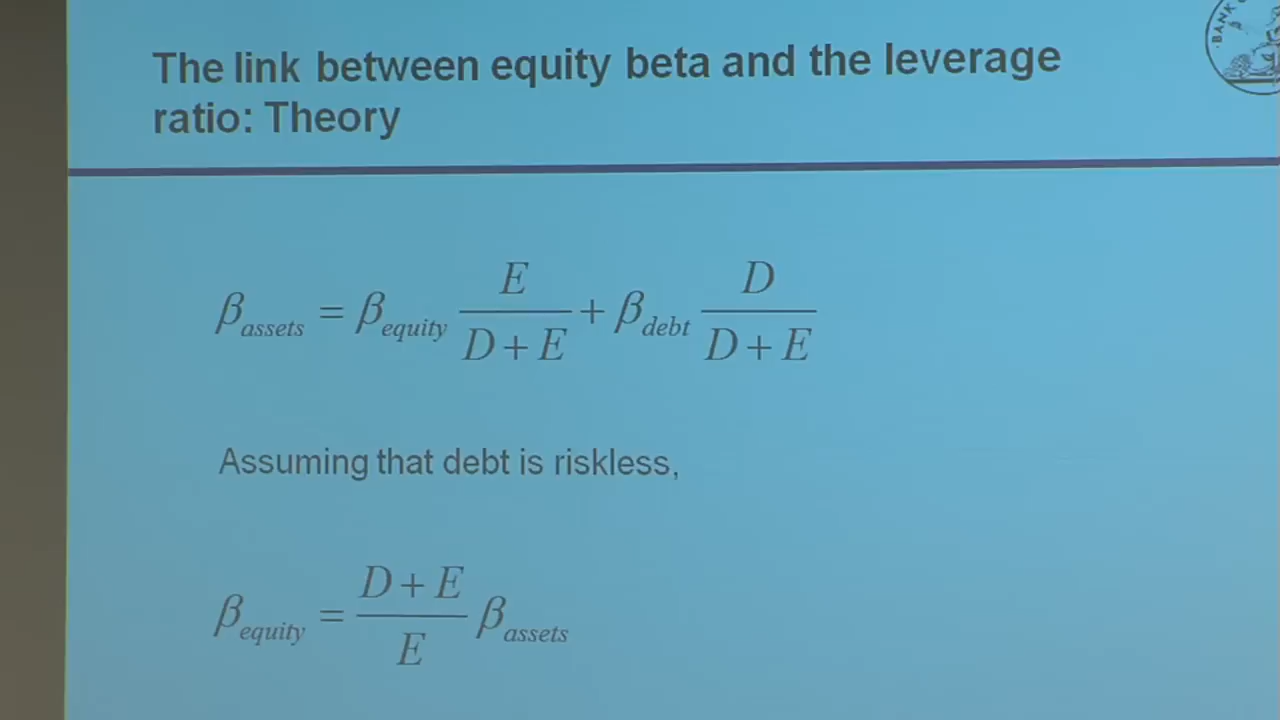 The link between equity beta and the leverage
ratio: Theory
BANK
β_assets = β_equity E/(D+E) + β_debt D/(D+E)
Assuming that debt is riskless,
β_equity = (D+E)/E β_assets